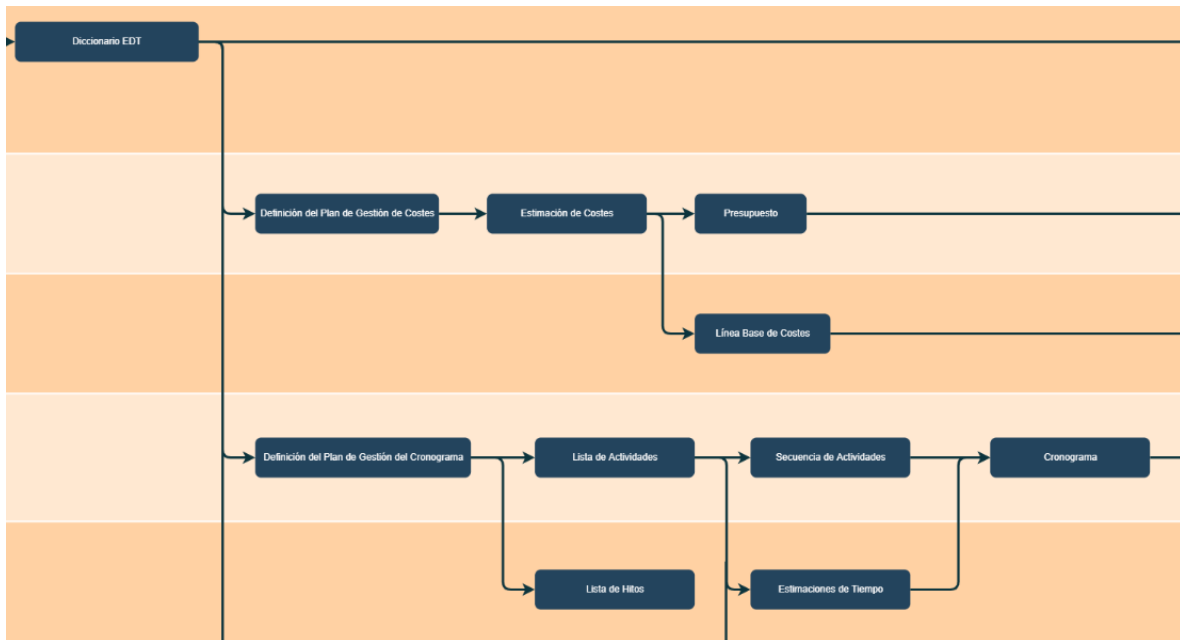 Diccionario EDT
Definición del Plan de Gestión de Costes
Estimación de Costes
Presupuesto
Línea Base de Costes
Definición del Plan de Gestión del Cronograma
Lista de Actividades
Secuencia de Actividades
Cronograma
Lista de Hitos
Estimaciones de Tiempo